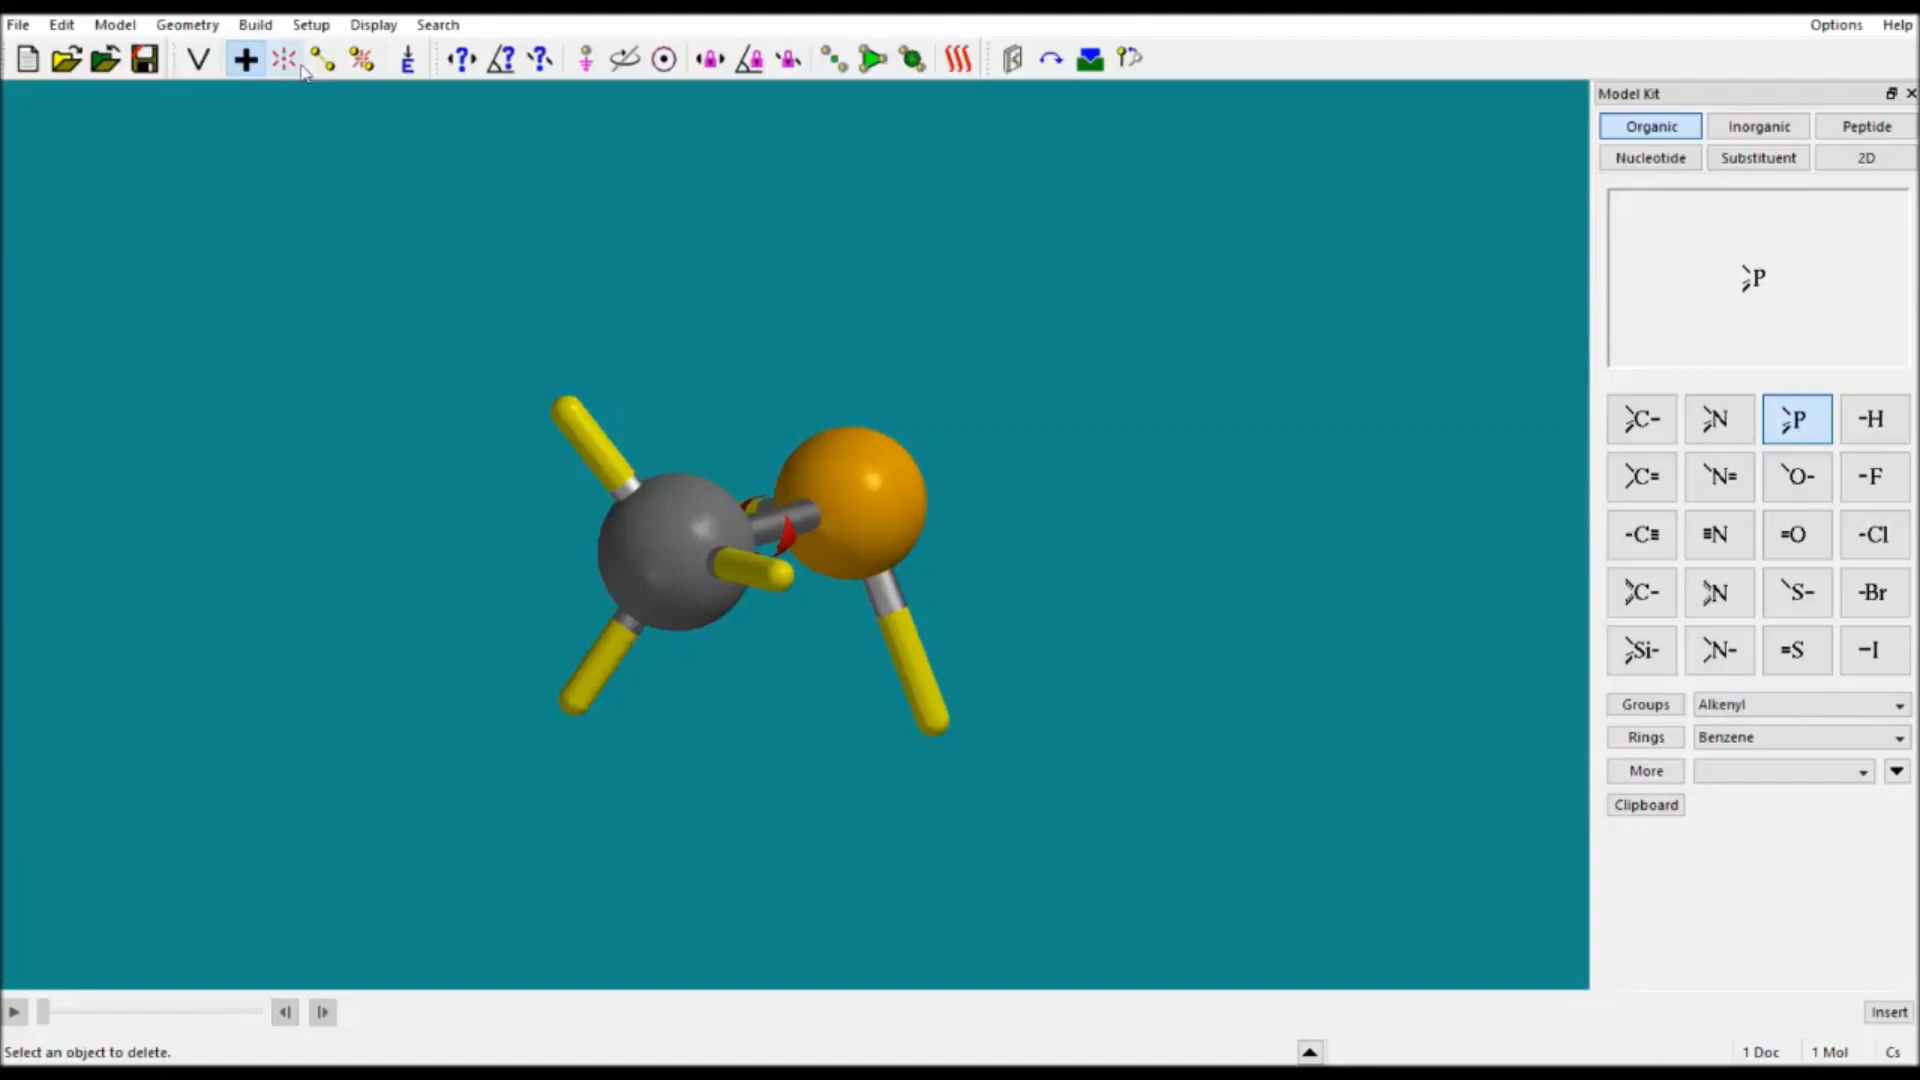 File Edit Model Geometry Build Setup Display Search Options Help
Model Kit
Organic Inorganic Peptide
Nucleotide Substituent 2D
P
C- N P -H
C= N= O- -F
-C≡ ≡N =O -Cl
C- N S- -Br
Si- N- =S -I
Groups Alkenyl
Rings Benzene
More
Clipboard
Insert
Select an object to delete. 1 Doc 1 Mol Cs